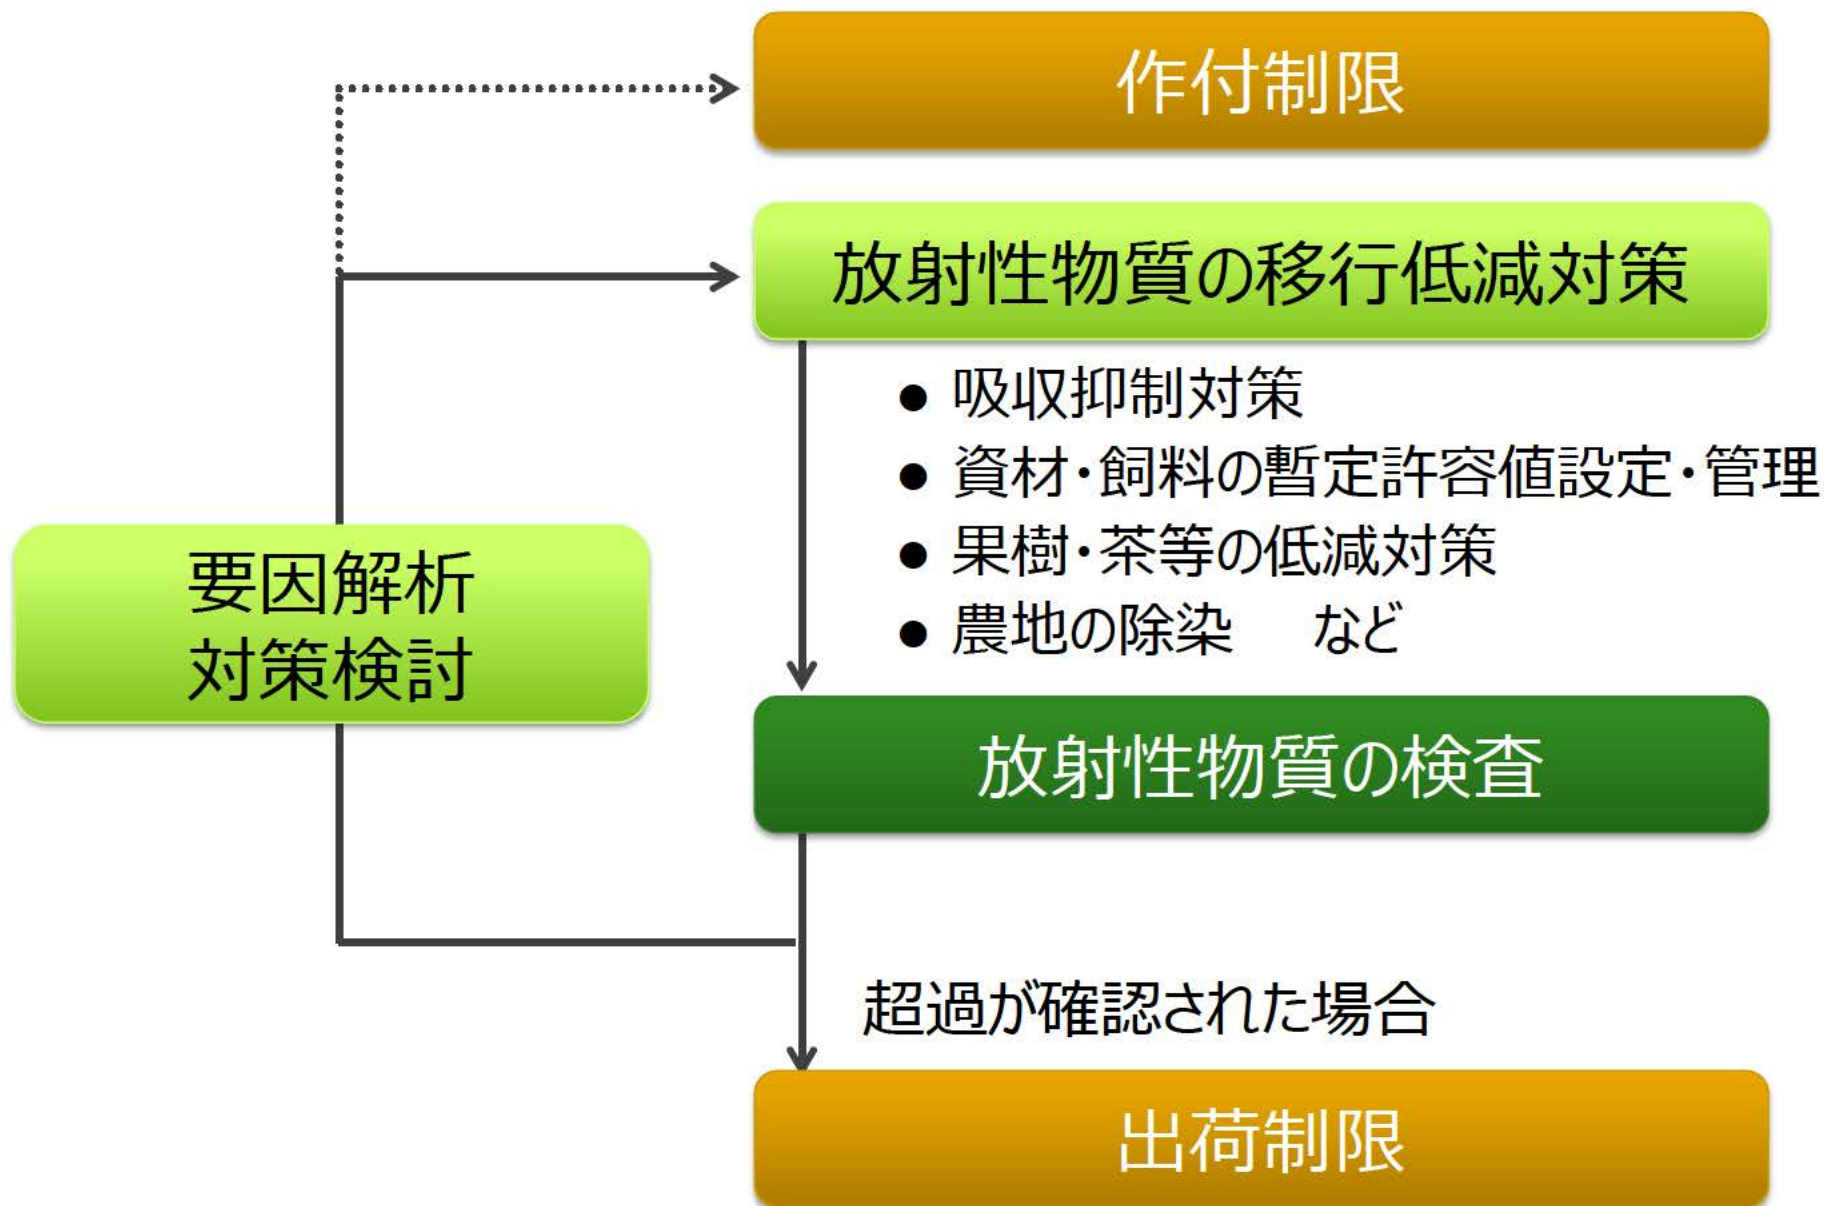 作付制限
放射性物質の移行低減対策
● 吸収抑制対策
● 資材・飼料の暫定許容値設定・管理
● 果樹・茶等の低減対策
● 農地の除染 など
要因解析
対策検討
放射性物質の検査
超過が確認された場合
出荷制限